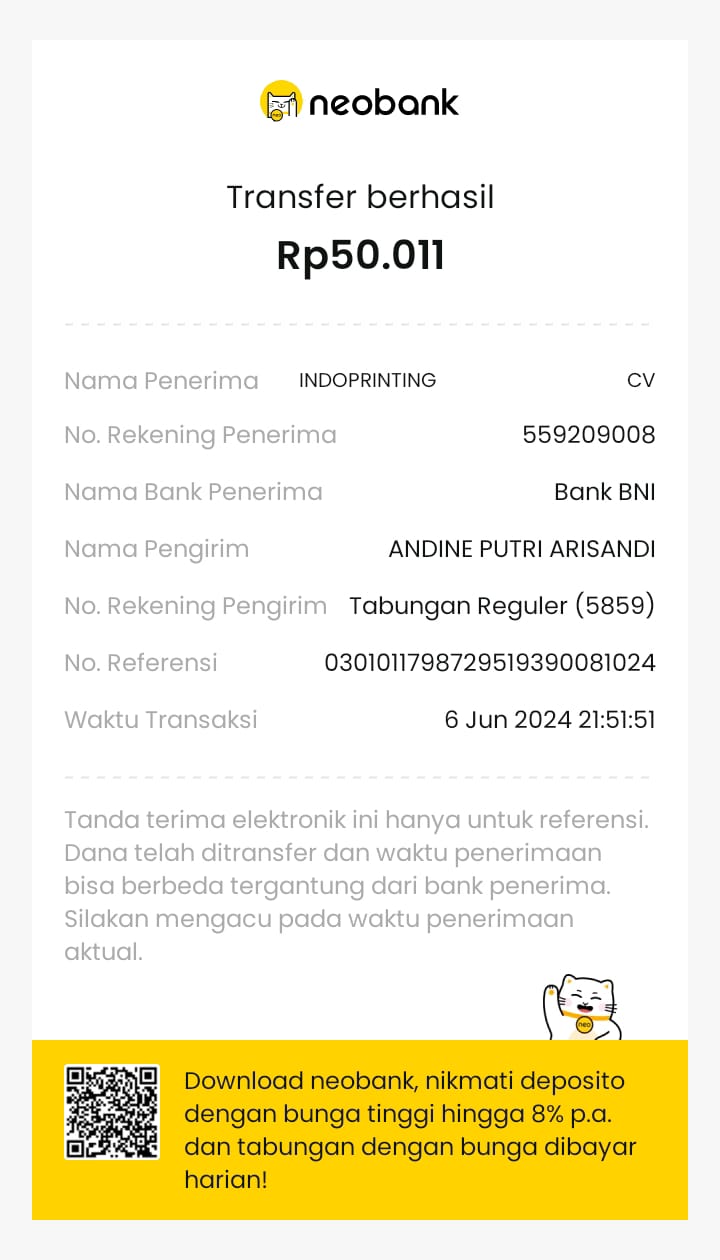 neobank
Transfer berhasil
Rp50.011
Nama Penerima INDOPRINTING CV
No. Rekening Penerima 559209008
Nama Bank Penerima Bank BNI
Nama Pengirim ANDINE PUTRI ARISANDI
No. Rekening Pengirim Tabungan Reguler (5859)
No. Referensi 0301011798729519390081024
Waktu Transaksi 6 Jun 2024 21:51:51
Tanda terima elektronik ini hanya untuk referensi.
Dana telah ditransfer dan waktu penerimaan
bisa berbeda tergantung dari bank penerima.
Silakan mengacu pada waktu penerimaan
aktual.
neo
Download neobank, nikmati deposito
dengan bunga tinggi hingga 8% p.a.
dan tabungan dengan bunga dibayar
harian!